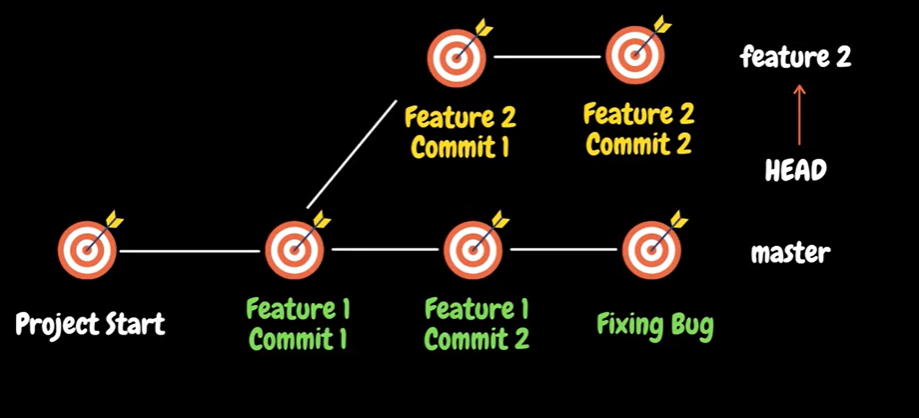 feature 2
Feature 2
Commit 1
Feature 2
Commit 2
HEAD
master
Project Start
Feature 1
Commit 1
Feature 1
Commit 2
Fixing Bug